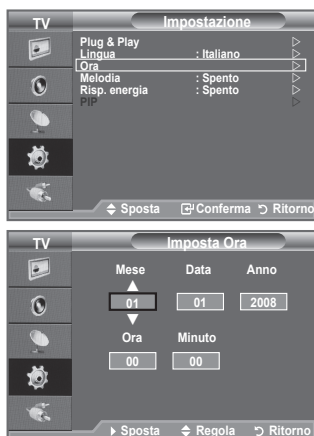 TV
Impostazione
Plug & Play
Lingua : Italiano
Ora
Melodia : Spento
Risp. energia : Spento
PIP
Sposta Conferma Ritorno
TV
Imposta Ora
Mese Data Anno
01 01 2008
Ora Minuto
00 00
Sposta Regola Ritorno